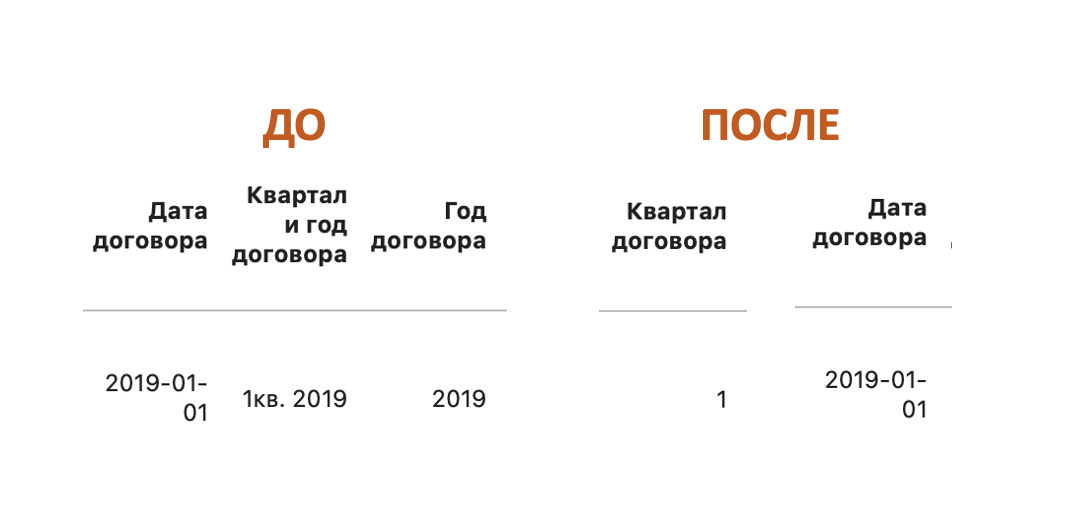 ДО
Дата
договора
Квартал
и год
договора
Год
договора
2019-01-
01
1кв. 2019
2019
ПОСЛЕ
Квартал
договора
Дата
договора
1
2019-01-
01